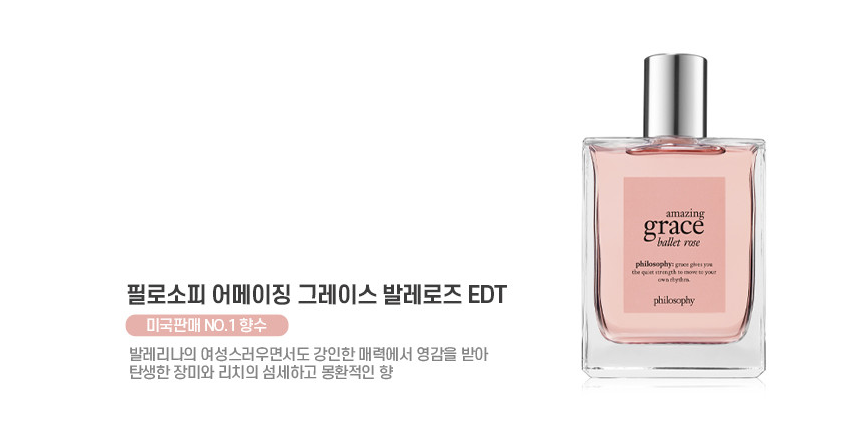 필로소피 어메이징 그레이스 발레로즈 EDT
미국판매 NO.1 향수
발레리나의 여성스러우면서도 강인한 매력에서 영감을 받아
탄생한 장미와 리치의 섬세하고 몽환적인 향
amazing
grace
ballet rose
philosophy: grace gives you
the quiet strength to move to your
own rhythm.
philosophy